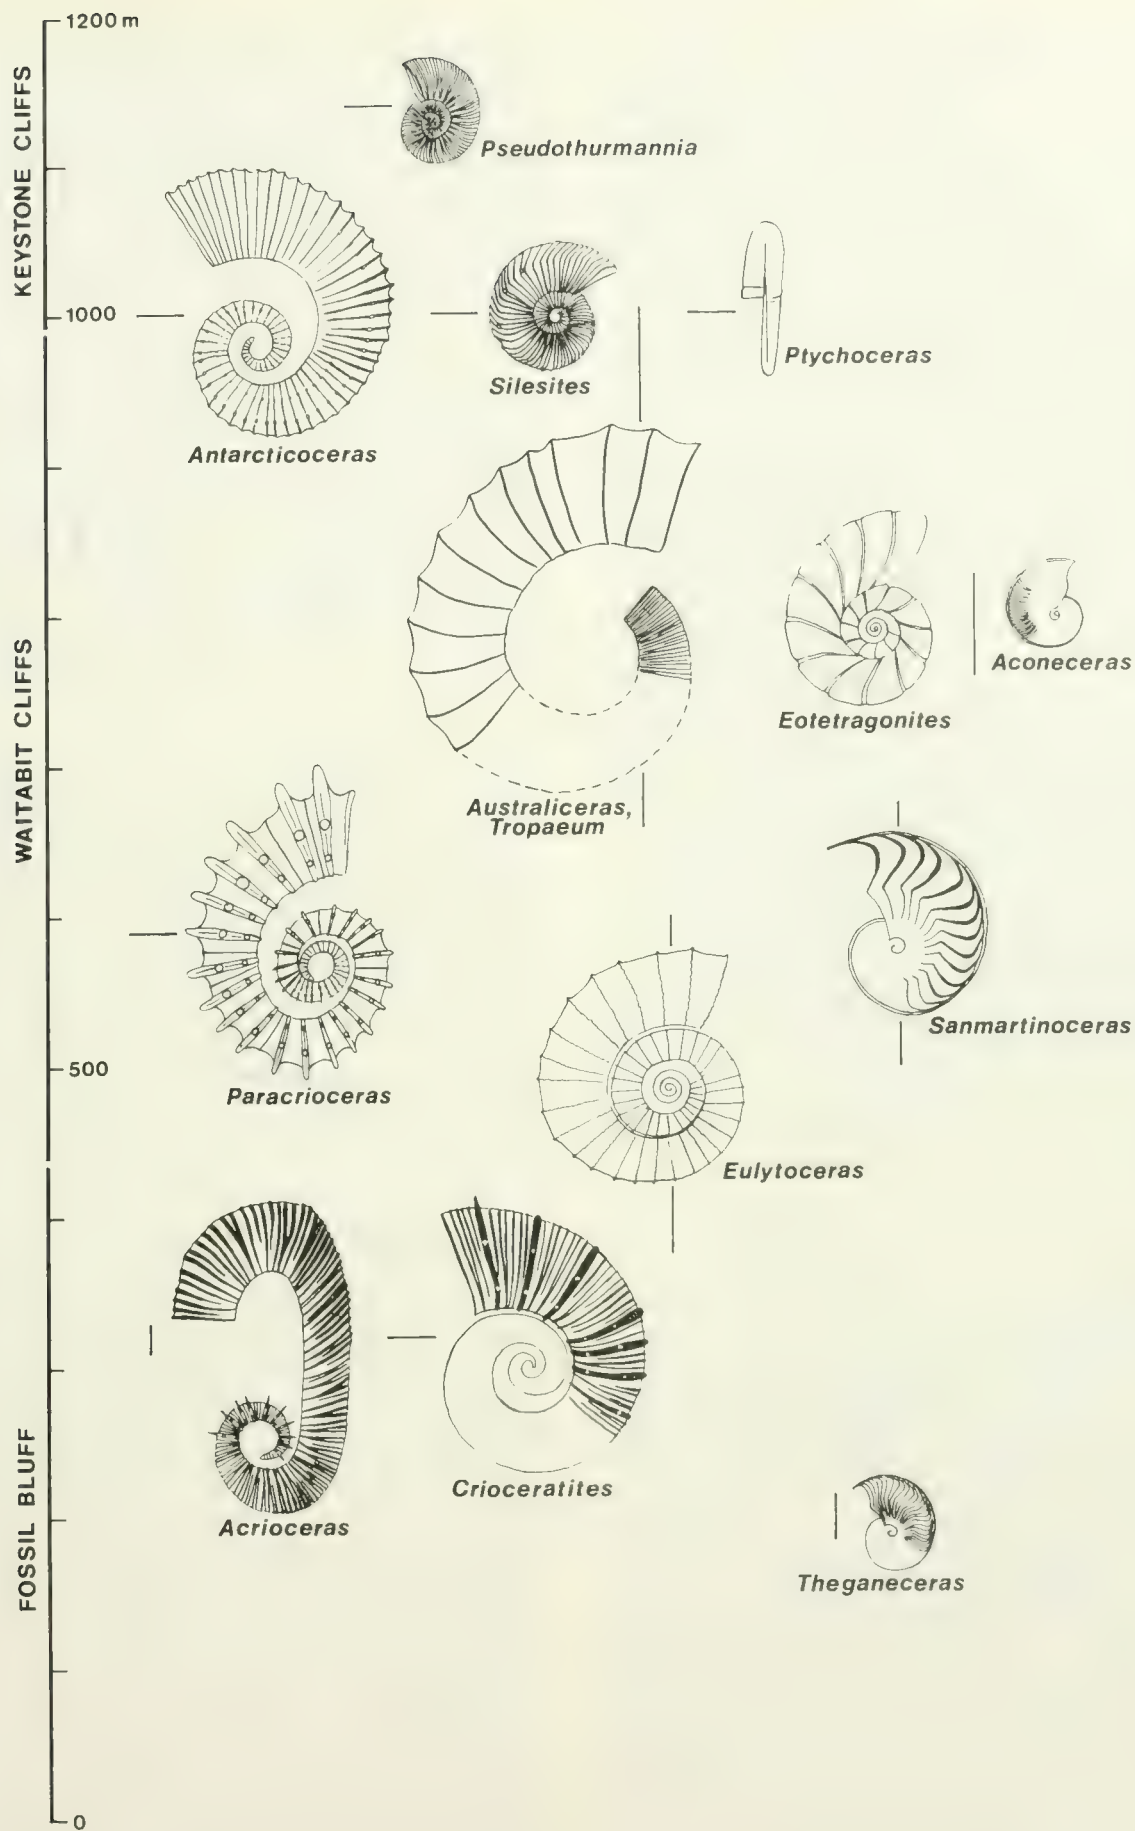 1200 m
KEYSTONE CLIFFS
Pseudothurmannia
1000
Silesites
Ptychoceras
Antarcticoceras
WAITABIT CLIFFS
Aconeceras
Eotetragonites
Australiceras,
Tropaeum
Sanmartinoceras
500
Paracrioceras
Eulytoceras
FOSSIL BLUFF
Crioceratites
Acrioceras
Theganeceras
0